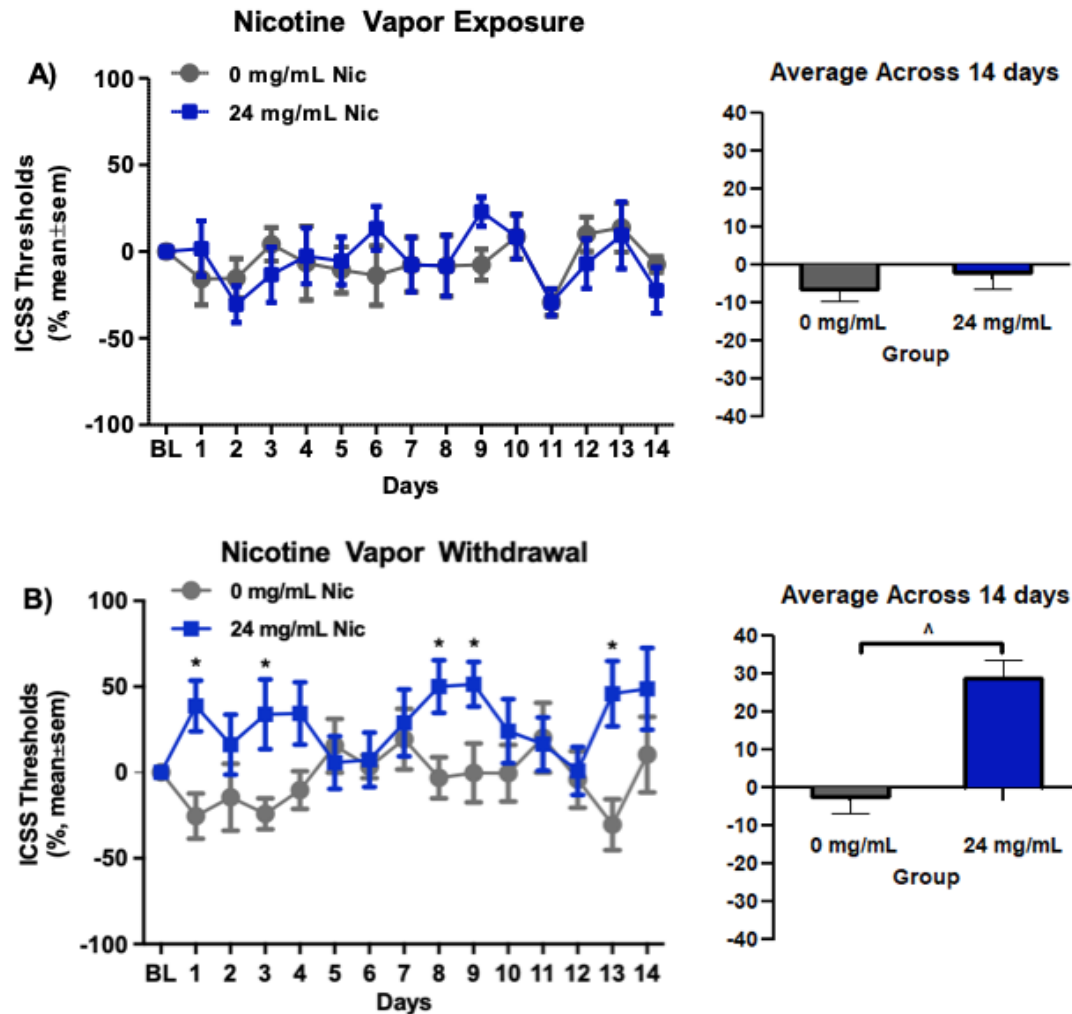 Nicotine Vapor Exposure
A)
0 mg/mL Nic
24 mg/mL Nic
ICSS Thresholds
(%, mean±sem)
100
50
0
-50
-100
BL 1 2 3 4 5 6 7 8 9 10 11 12 13 14
Days
Average Across 14 days
40
30
20
10
0
-10
-20
-30
-40
0 mg/mL 24 mg/mL
Group
Nicotine Vapor Withdrawal
B)
0 mg/mL Nic
24 mg/mL Nic
ICSS Thresholds
(%, mean±sem)
100
50
0
-50
-100
* * * * *
BL 1 2 3 4 5 6 7 8 9 10 11 12 13 14
Days
Average Across 14 days
^
40
30
20
10
0
-10
-20
-30
-40
0 mg/mL 24 mg/mL
Group